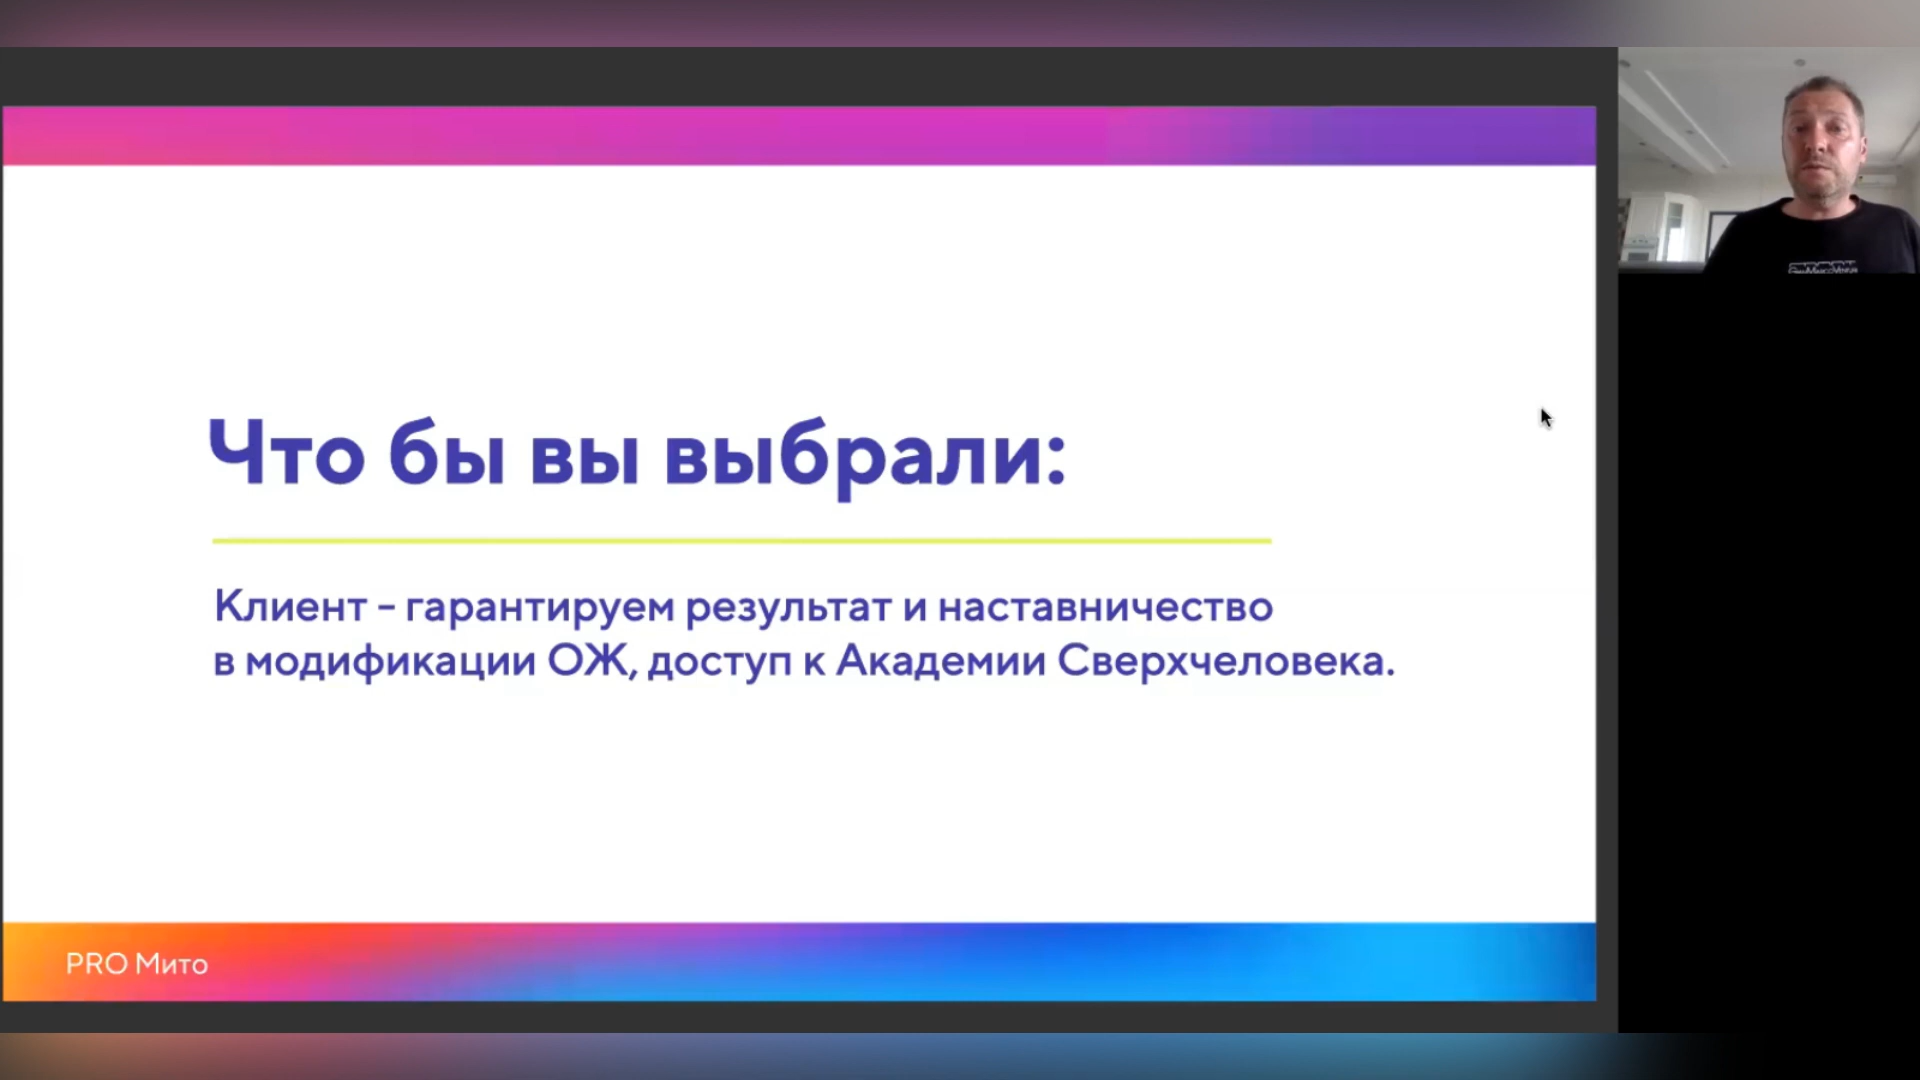 Что бы вы выбрали:
Клиент - гарантируем результат и наставничество
в модификации ОЖ, доступ к Академии Сверхчеловека.
PRO Мито